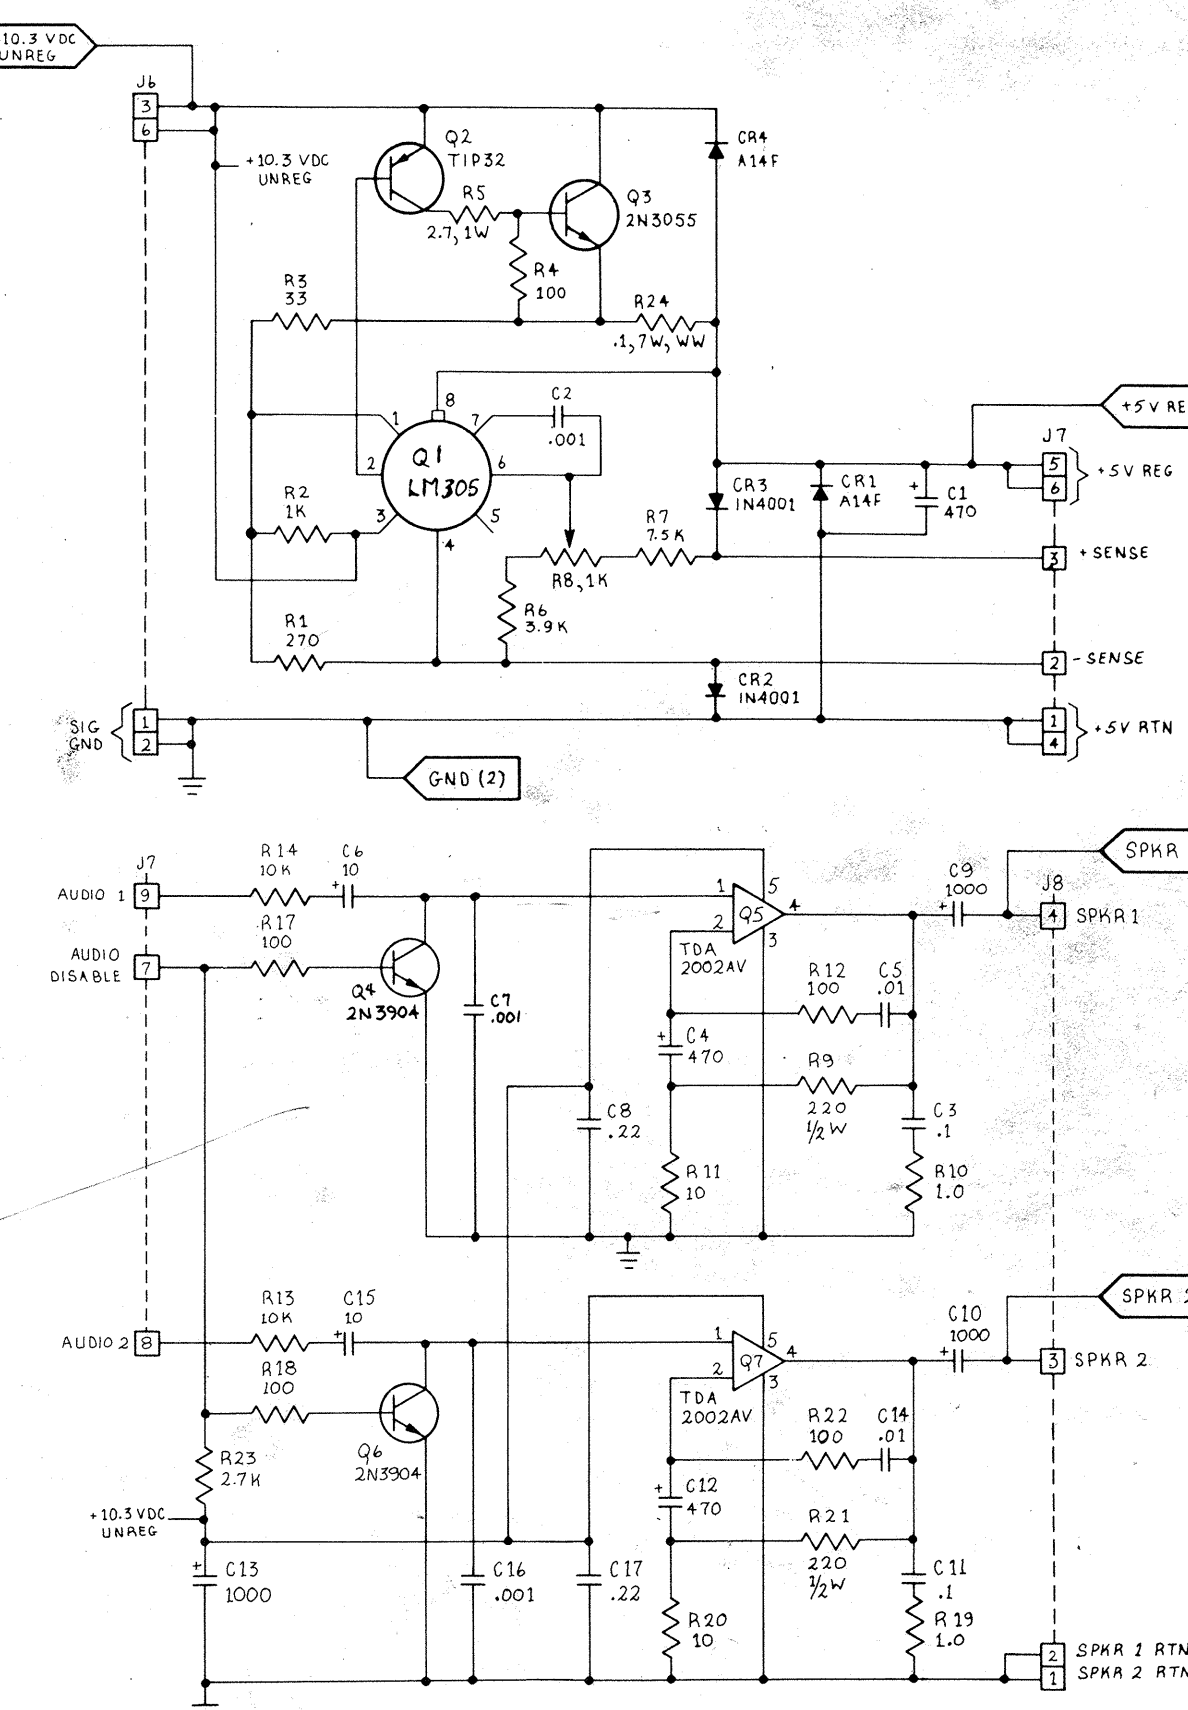 10.3 VDC
UNREG
J6
3
6
+10.3 VDC
UNREG
Q2
TIP32
R5
2.7, 1W
Q3
2N3055
CR4
A14F
R4
100
R3
33
R24
.1, 7W, WW
8
1
7
C2
.001
2
Q1
LM305
6
3
5
4
R2
1K
R7
7.5K
R8, 1K
R6
3.9K
R1
270
CR3
IN4001
CR1
A14F
+
C1
470
+5V RE
J7
5
6
+5V REG
3
+ SENSE
2
- SENSE
CR2
IN4001
SIG
GND
1
2
1
4
+5V RTN
GND (2)
J7
AUDIO 1
9
R14
10K
C6
10
+
AUDIO
DISABLE
7
R17
100
Q4
2N3904
C7
.001
1
5
Q5
4
2
3
TDA
2002AV
C9
1000
+
SPKR
J8
4
SPKR 1
R12
100
C5
.01
+
C4
470
R9
220
1/2W
C8
.22
C3
.1
R11
10
R10
1.0
AUDIO 2
8
R13
10K
C15
10
+
R18
100
Q6
2N3904
R23
2.7K
+10.3 VDC
UNREG
+
C13
1000
C16
.001
C17
.22
1
5
Q7
4
2
3
TDA
2002AV
C10
1000
+
SPKR
3
SPKR 2
R22
100
C14
.01
+
C12
470
R21
220
1/2W
C11
.1
R20
10
R19
1.0
2
SPKR 1 RTN
1
SPKR 2 RTN